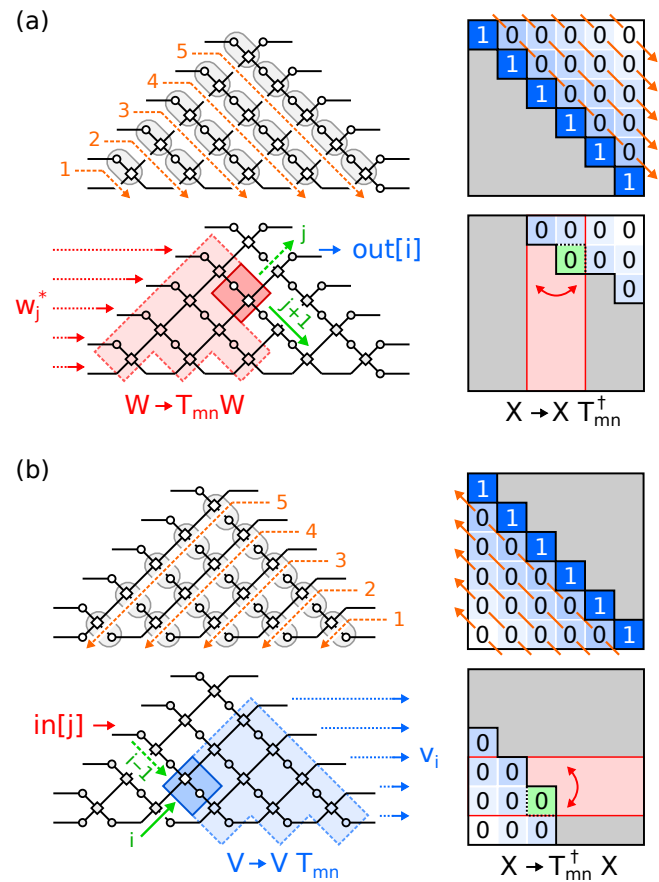 (a)
5
4
3
2
1
1 0 0 0 0 0
1 0 0 0 0
1 0 0 0
1 0 0
1 0
1
j
out[i]
w_j^*
j+1
W → T_mn W
0 0 0 0
0 0 0
0
X → X T_mn^†
(b)
5
4
3
2
1
1
0 1
0 0 1
0 0 0 1
0 0 0 0 1
0 0 0 0 0 1
in[j]
i-1
i
v_i
V → V T_mn
0
0 0
0 0 0
0 0 0
X → T_mn^† X